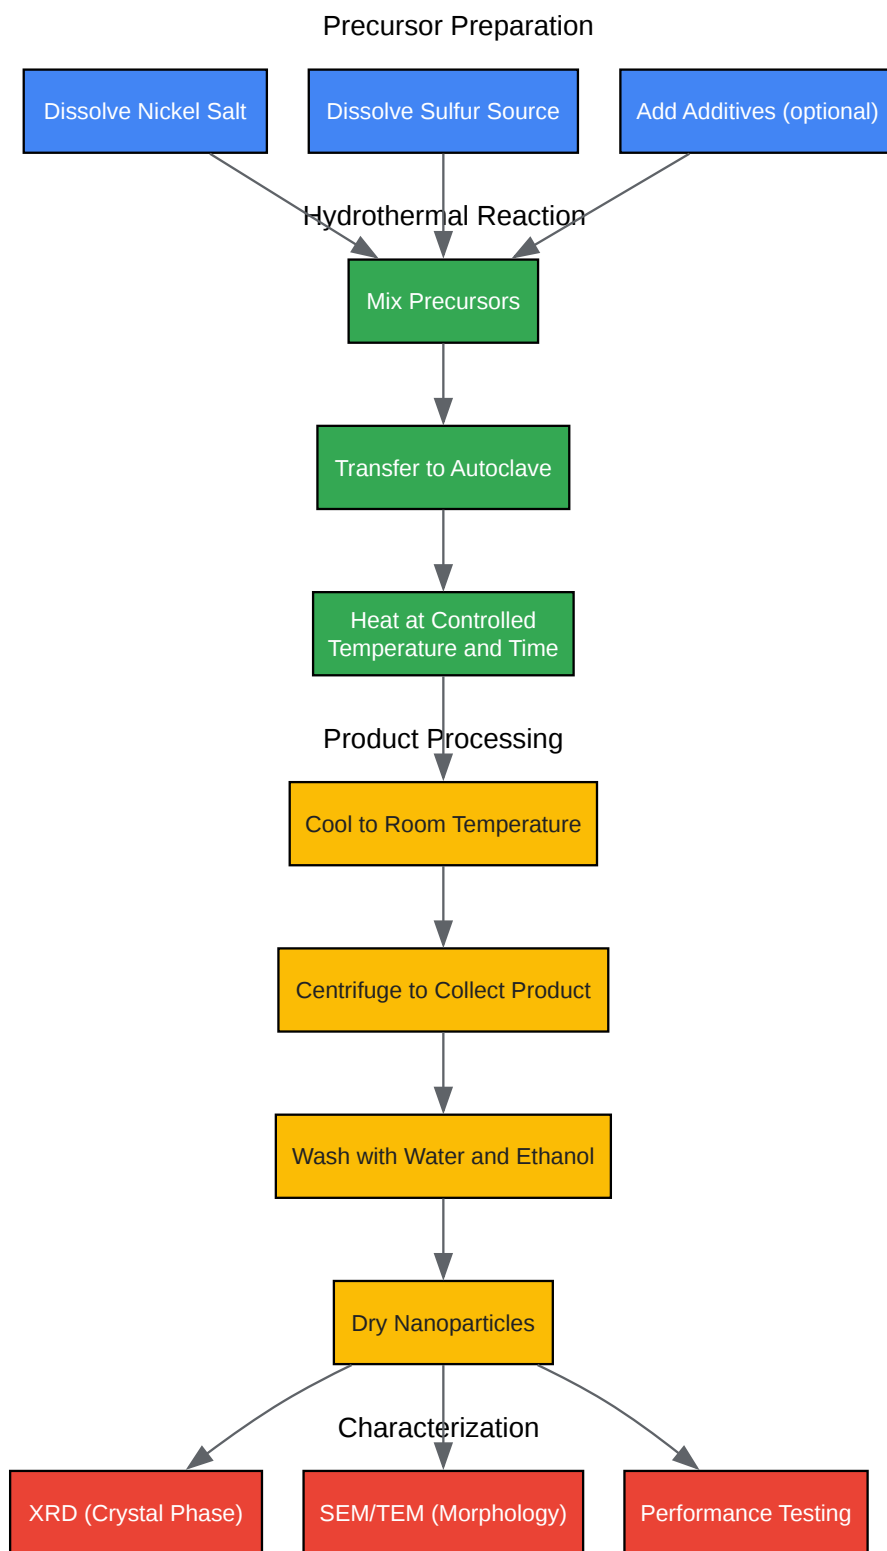 Precursor Preparation
Dissolve Nickel Salt
Dissolve Sulfur Source
Add Additives (optional)
Hydrothermal Reaction
Mix Precursors
Transfer to Autoclave
Heat at Controlled
Temperature and Time
Product Processing
Cool to Room Temperature
Centrifuge to Collect Product
Wash with Water and Ethanol
Dry Nanoparticles
Characterization
XRD (Crystal Phase)
SEM/TEM (Morphology)
Performance Testing